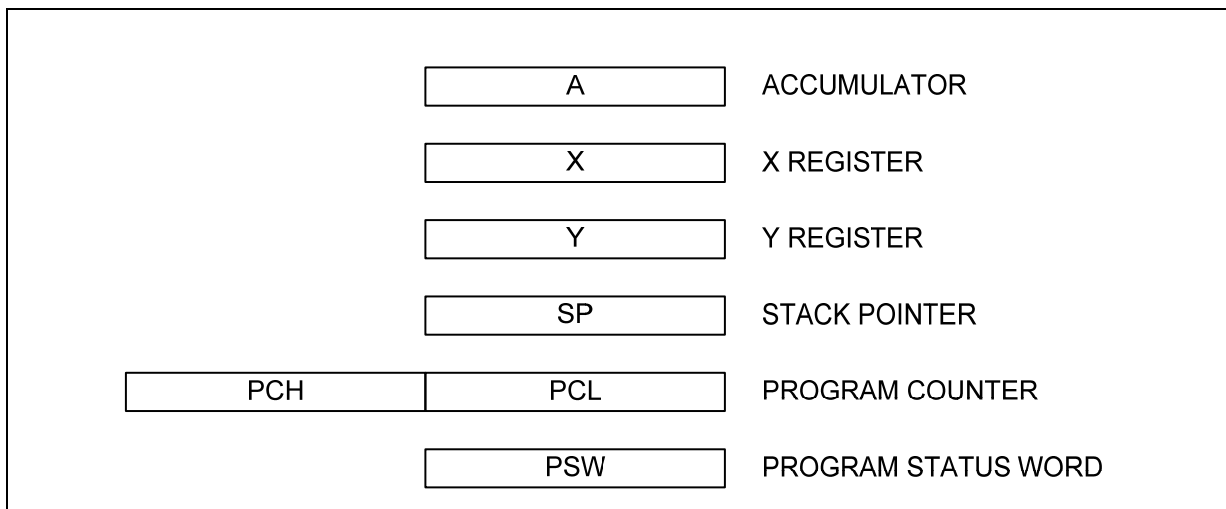 A ACCUMULATOR
X X REGISTER
Y Y REGISTER
SP STACK POINTER
PCH PCL PROGRAM COUNTER
PSW PROGRAM STATUS WORD